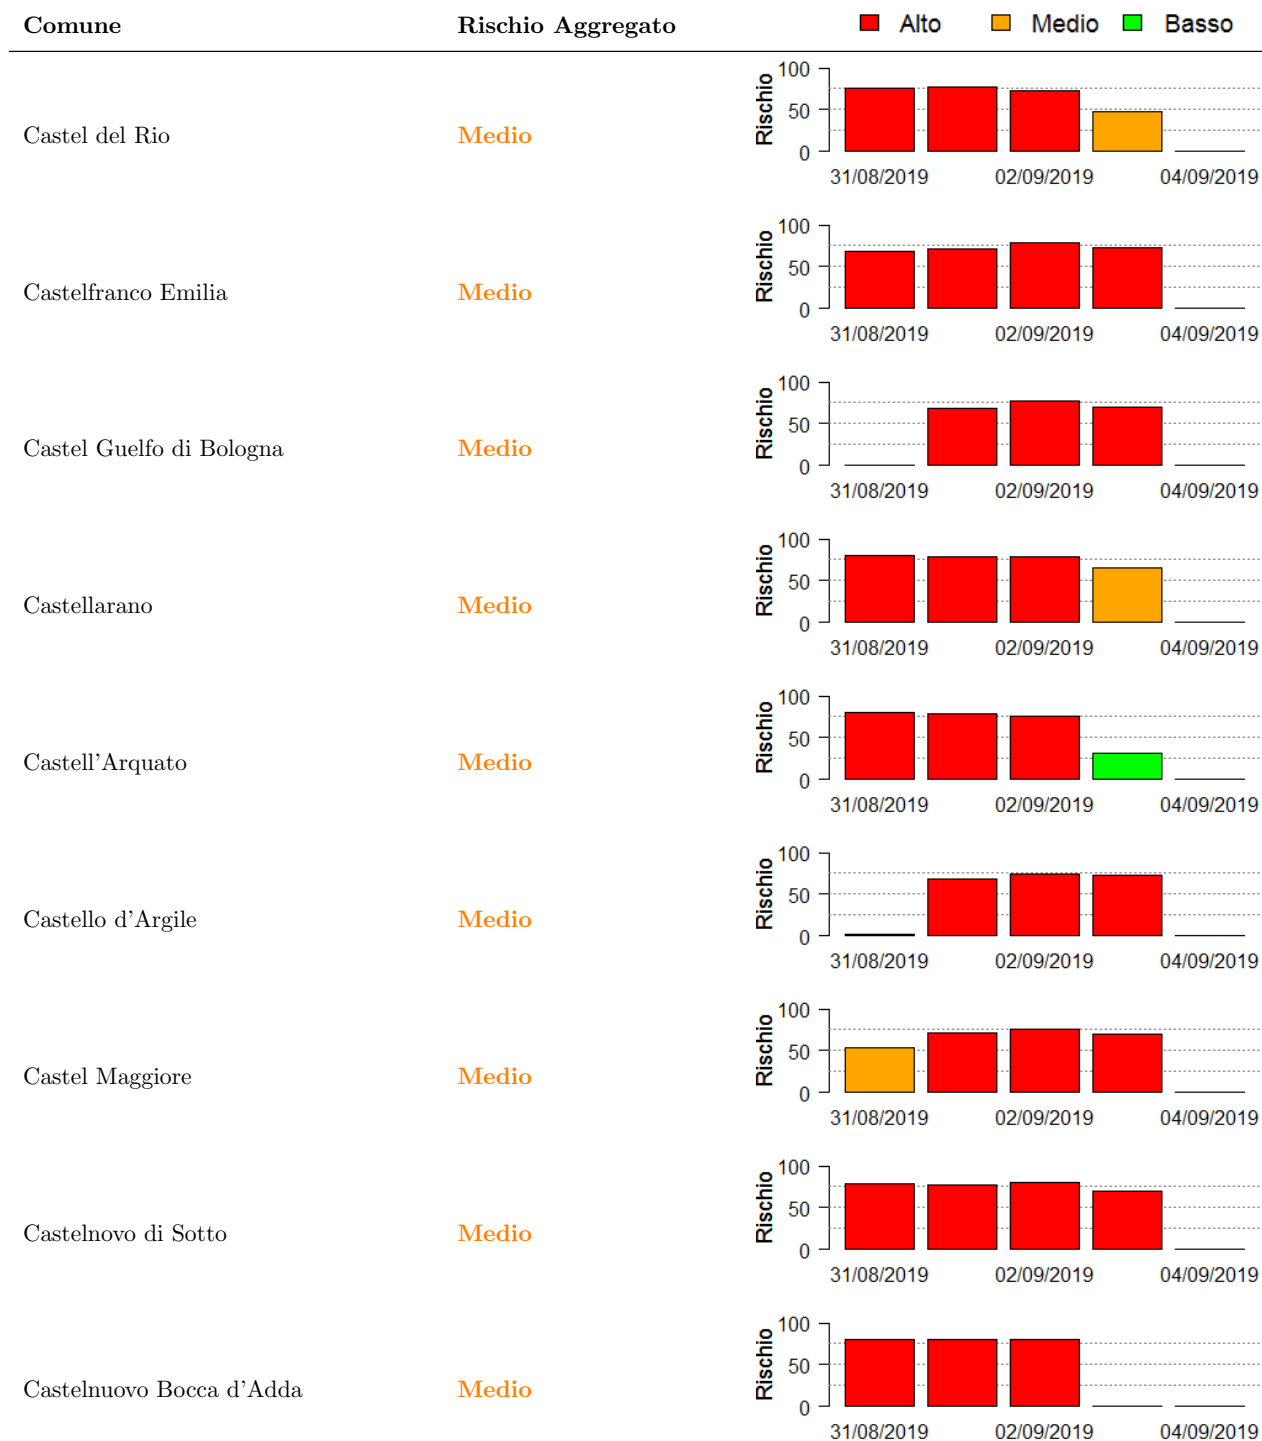 Comune Rischio Aggregato Alto Medio Basso
Castel del Rio Medio
Rischio
100
50
0
31/08/2019 02/09/2019 04/09/2019
Castelfranco Emilia Medio
Rischio
100
50
0
31/08/2019 02/09/2019 04/09/2019
Castel Guelfo di Bologna Medio
Rischio
100
50
0
31/08/2019 02/09/2019 04/09/2019
Castellarano Medio
Rischio
100
50
0
31/08/2019 02/09/2019 04/09/2019
Castell'Arquato Medio
Rischio
100
50
0
31/08/2019 02/09/2019 04/09/2019
Castello d'Argile Medio
Rischio
100
50
0
31/08/2019 02/09/2019 04/09/2019
Castel Maggiore Medio
Rischio
100
50
0
31/08/2019 02/09/2019 04/09/2019
Castelnovo di Sotto Medio
Rischio
100
50
0
31/08/2019 02/09/2019 04/09/2019
Castelnuovo Bocca d'Adda Medio
Rischio
100
50
0
31/08/2019 02/09/2019 04/09/2019